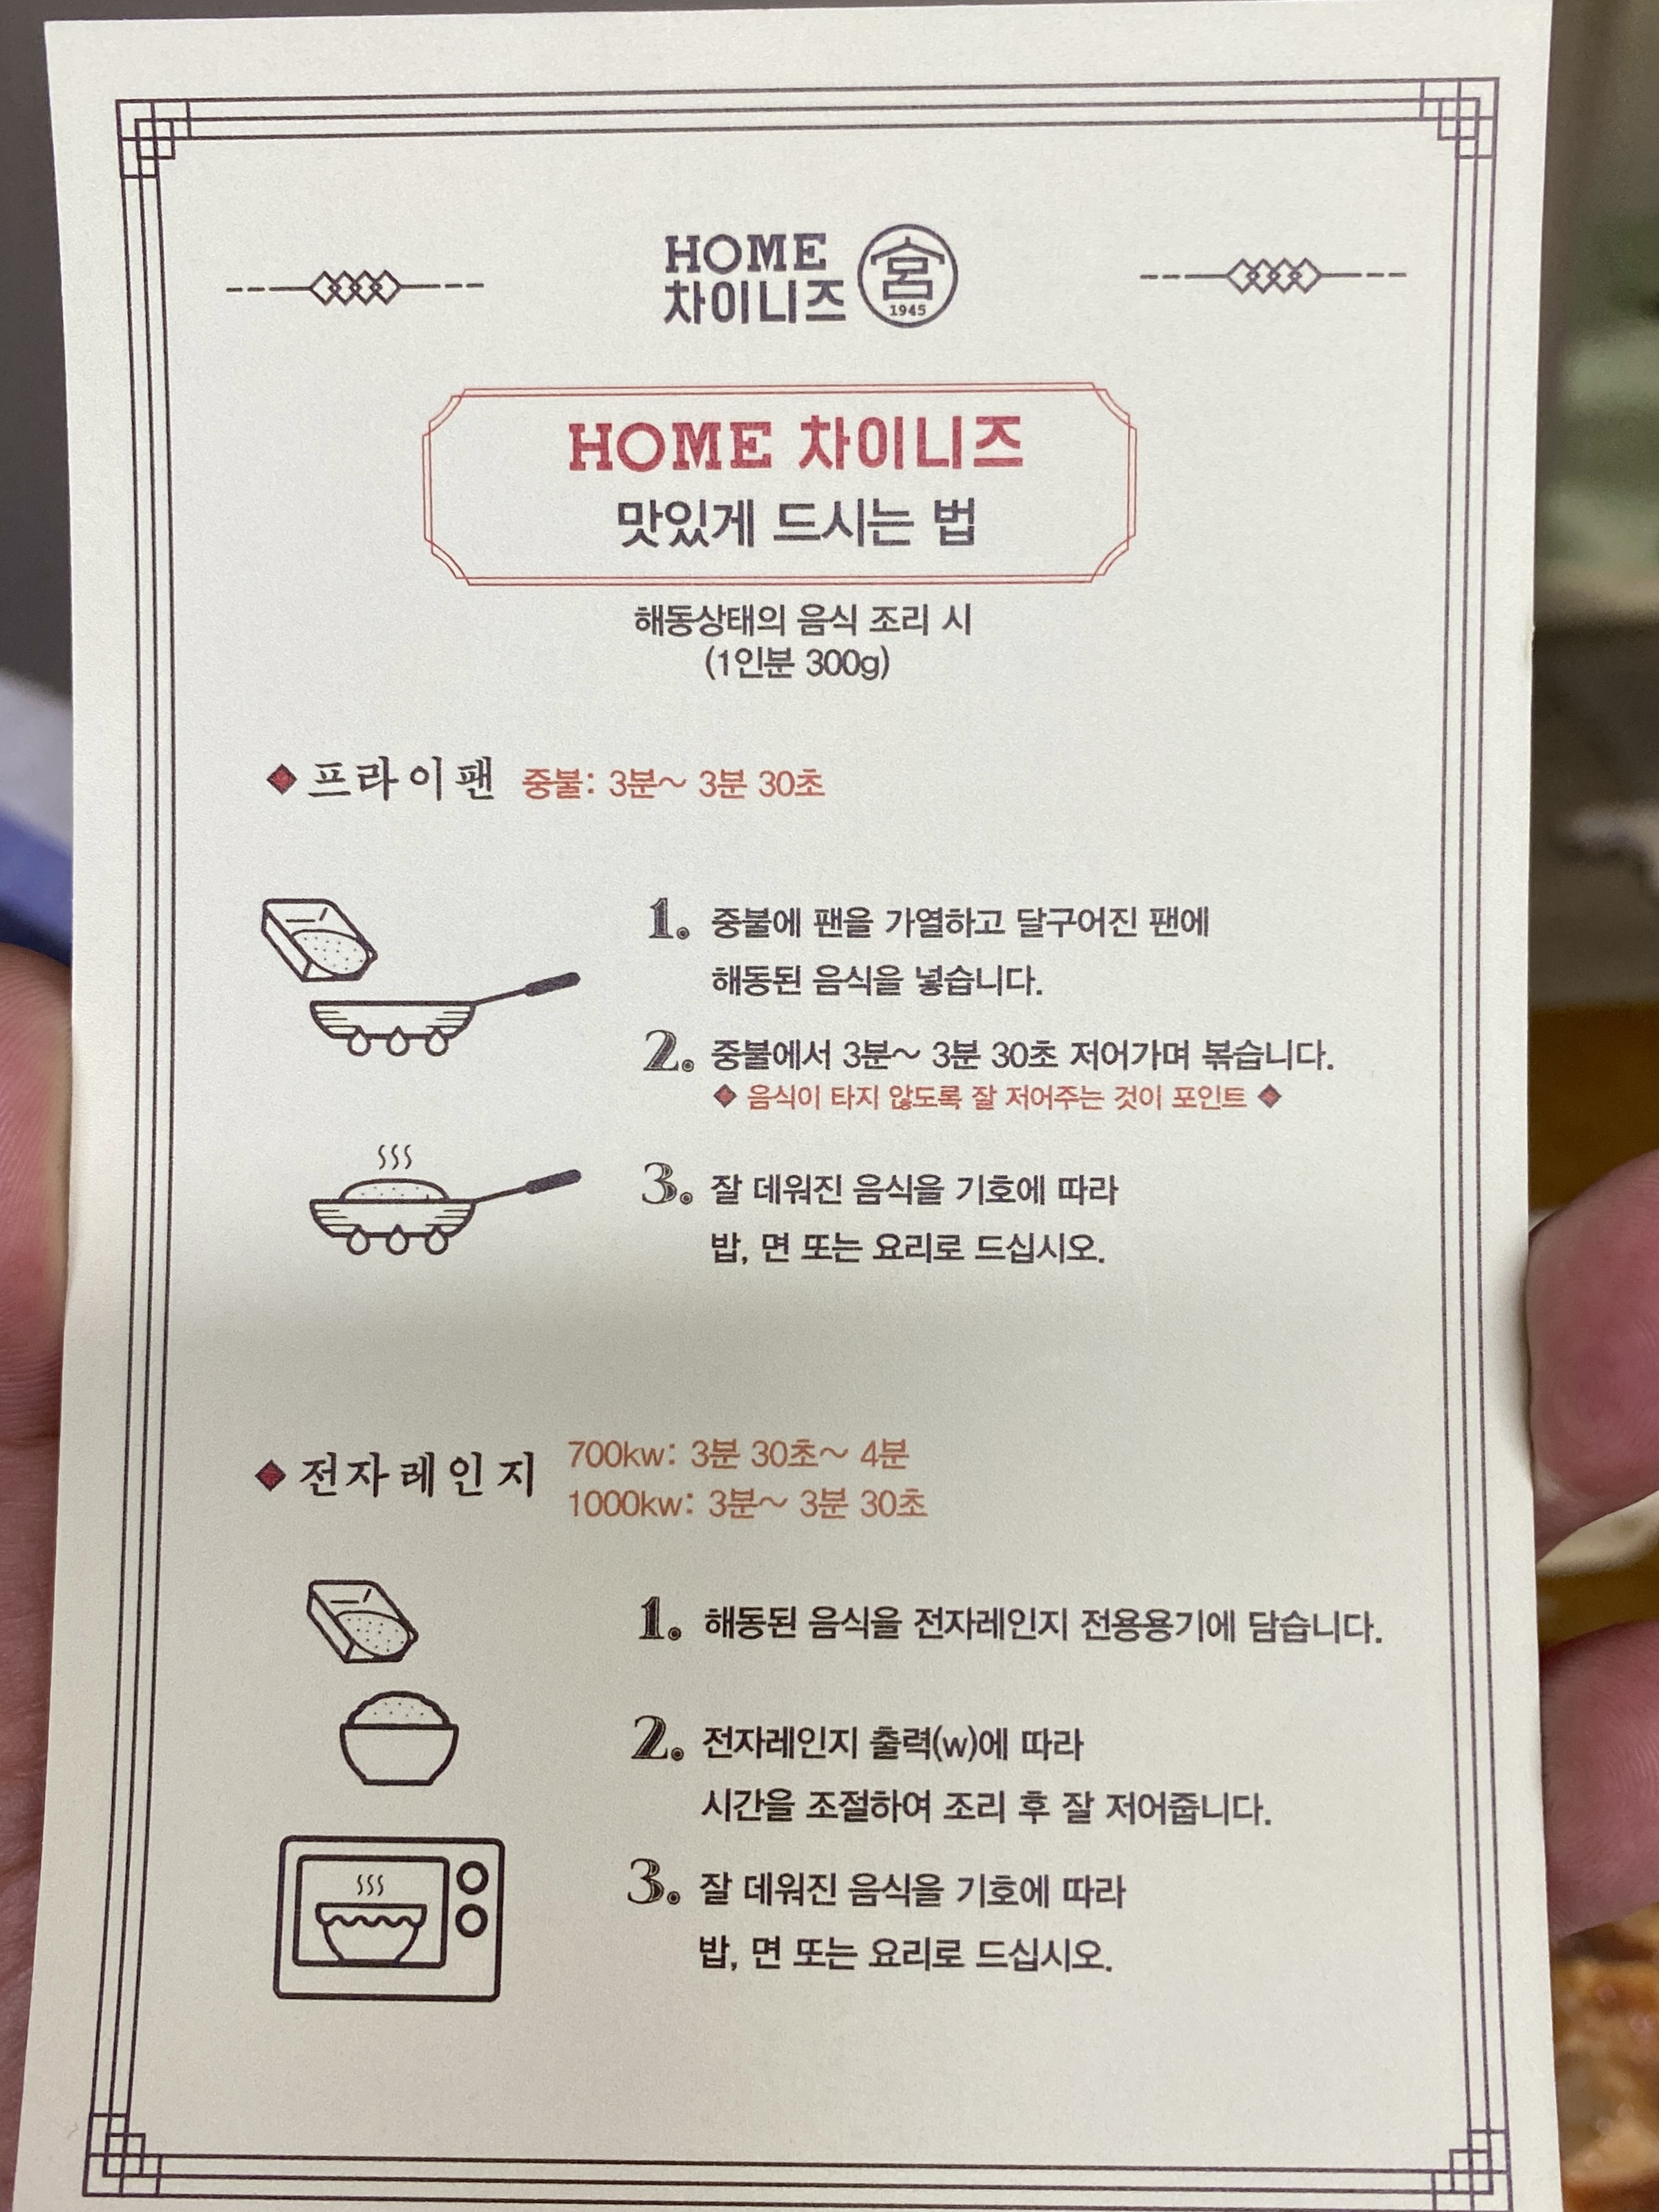 HOME
차이니즈
宮
1945
HOME 차이니즈
맛있게 드시는 법
해동상태의 음식 조리 시
(1인분 300g)
프라이팬 중불: 3분~ 3분 30초
1. 중불에 팬을 가열하고 달구어진 팬에
해동된 음식을 넣습니다.
2. 중불에서 3분~ 3분 30초 저어가며 볶습니다.
◆ 음식이 타지 않도록 잘 저어주는 것이 포인트 ◆
3. 잘 데워진 음식을 기호에 따라
밥, 면 또는 요리로 드십시오.
전자레인지
700kw: 3분 30초~ 4분
1000kw: 3분~ 3분 30초
1. 해동된 음식을 전자레인지 전용용기에 담습니다.
2. 전자레인지 출력(w)에 따라
시간을 조절하여 조리 후 잘 저어줍니다.
3. 잘 데워진 음식을 기호에 따라
밥, 면 또는 요리로 드십시오.